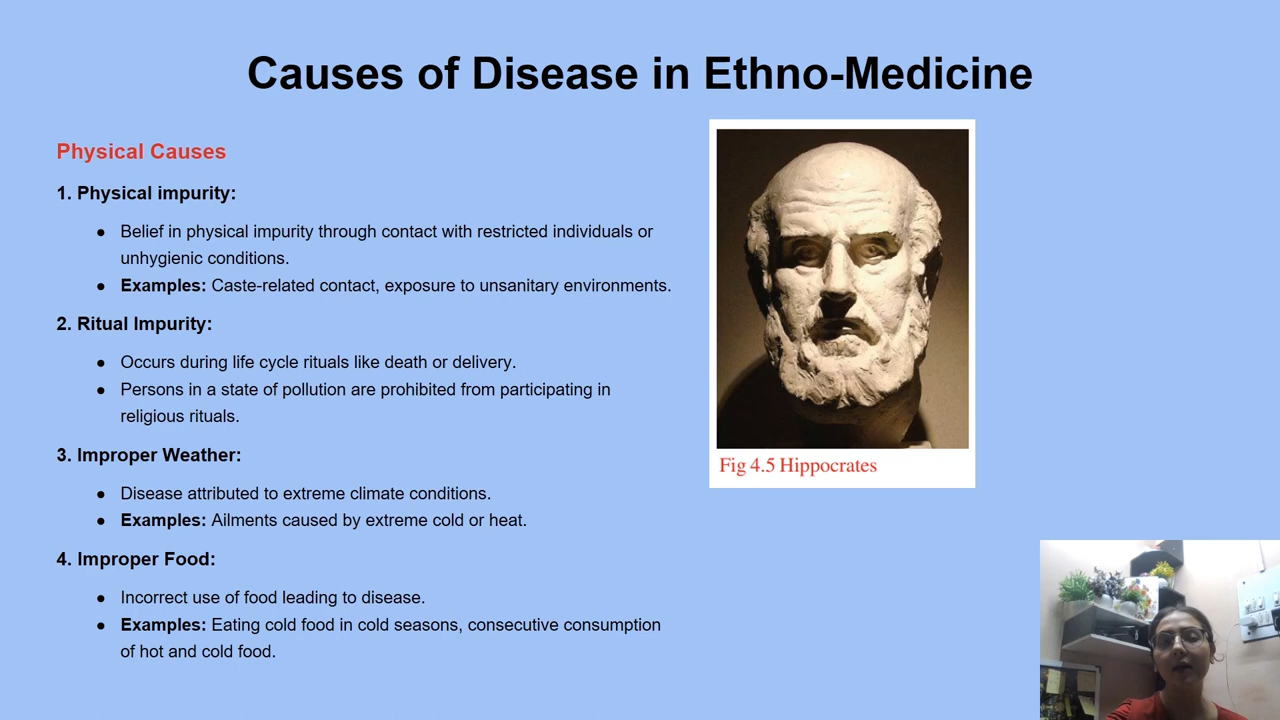 Causes of Disease in Ethno-Medicine
Physical Causes
1. Physical impurity:
● Belief in physical impurity through contact with restricted individuals or
unhygienic conditions.
● Examples: Caste-related contact, exposure to unsanitary environments.
2. Ritual Impurity:
● Occurs during life cycle rituals like death or delivery.
● Persons in a state of pollution are prohibited from participating in
religious rituals.
3. Improper Weather:
● Disease attributed to extreme climate conditions.
● Examples: Ailments caused by extreme cold or heat.
4. Improper Food:
● Incorrect use of food leading to disease.
● Examples: Eating cold food in cold seasons, consecutive consumption
of hot and cold food.
Fig 4.5 Hippocrates